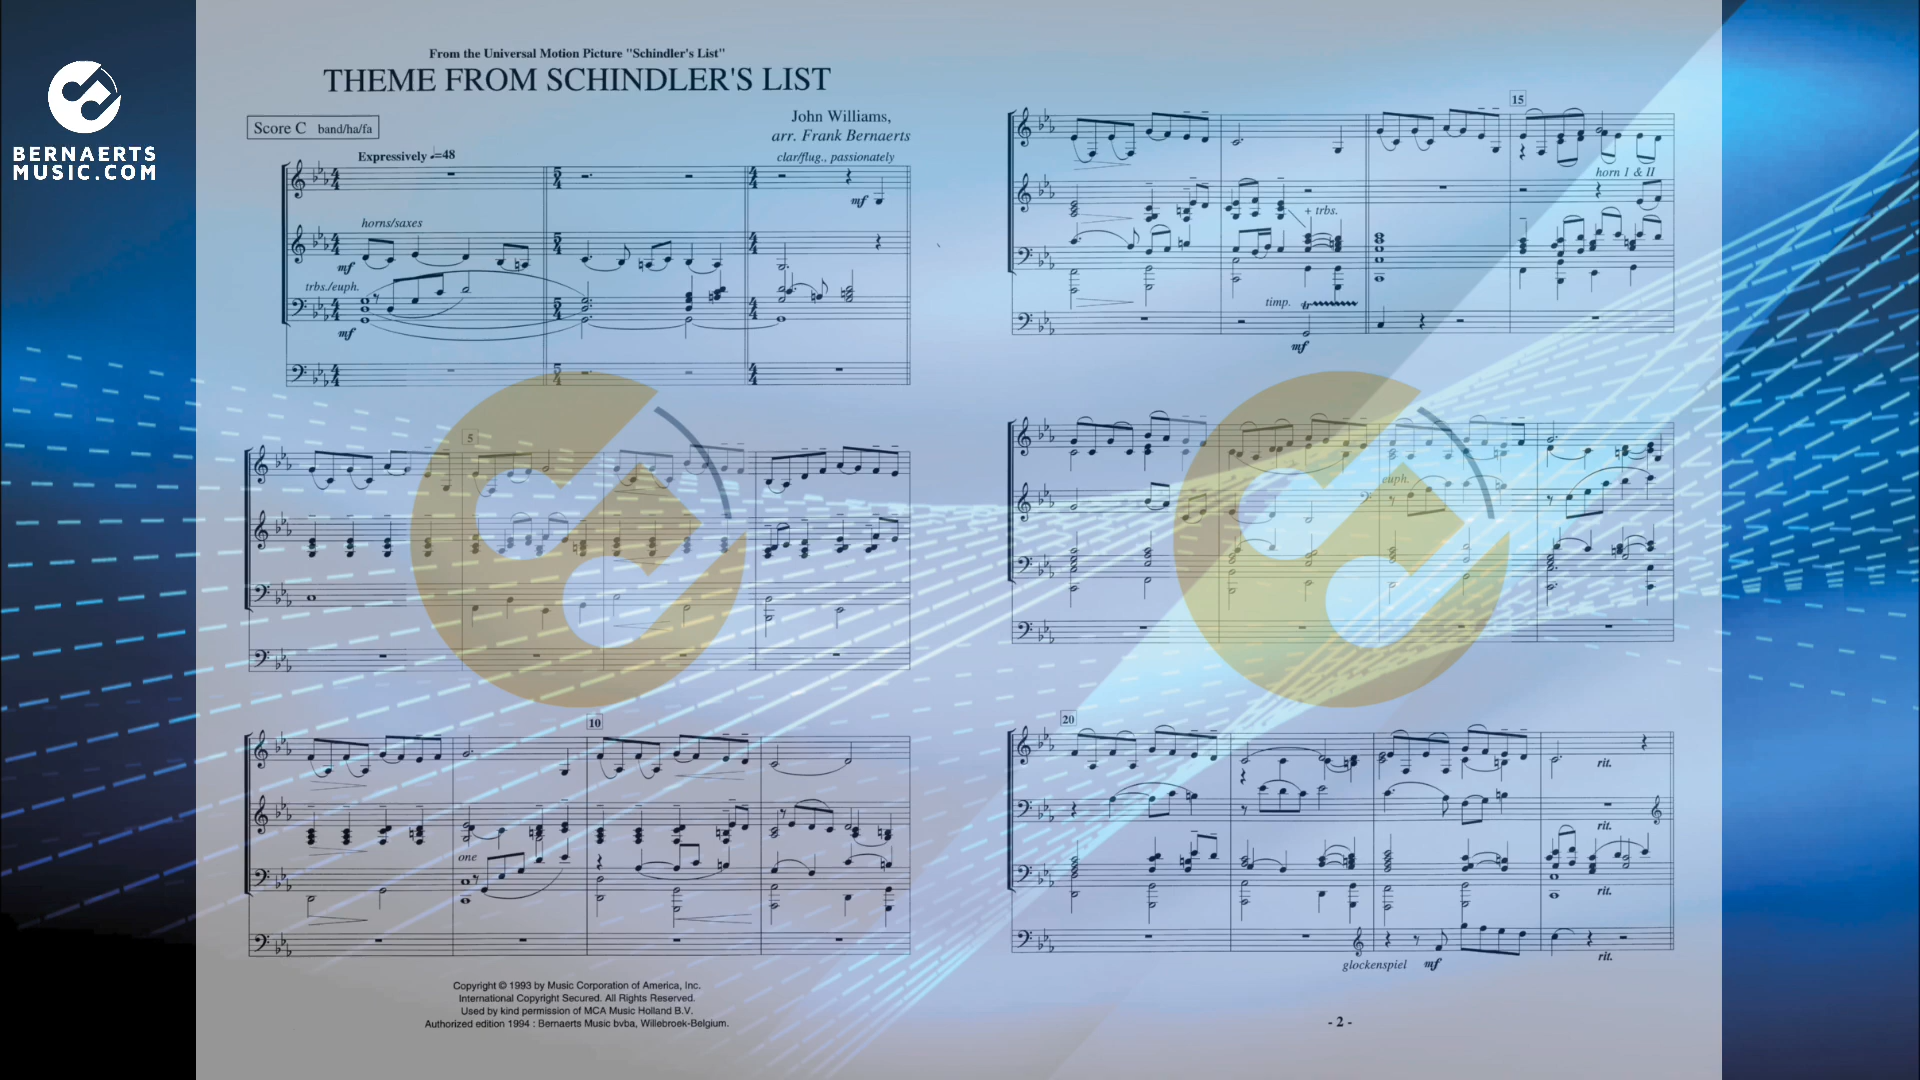 BERNAERTS
MUSIC.COM
From the Universal Motion Picture "Schindler's List"
THEME FROM SCHINDLER'S LIST
Score C band/ha/fa
John Williams,
arr. Frank Bernaerts
Expressively ♩=48
clar/flug., passionately
mf
horns/saxes
mf
trbs./euph.
mf
5
10
one
Copyright © 1993 by Music Corporation of America, Inc.
International Copyright Secured. All Rights Reserved.
Used by kind permission of MCA Music Holland B.V.
Authorized edition 1994 : Bernaerts Music bvba, Willebroek-Belgium.
15
horn I & II
+ trbs.
timp.
mf
euph.
20
rit.
rit.
rit.
glockenspiel mf
rit.
- 2 -